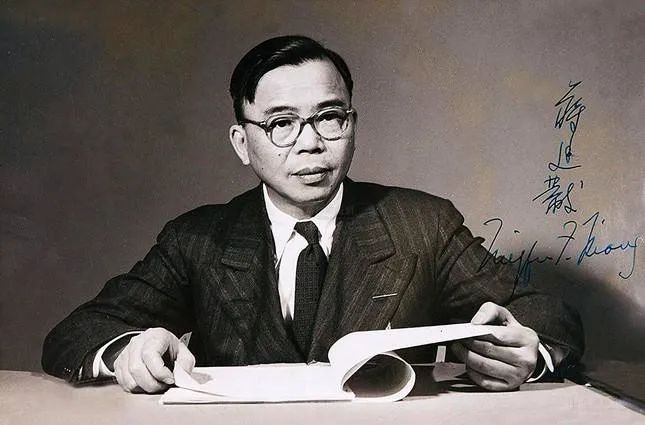 蔣廷黻
Tingfu F. Tsiang